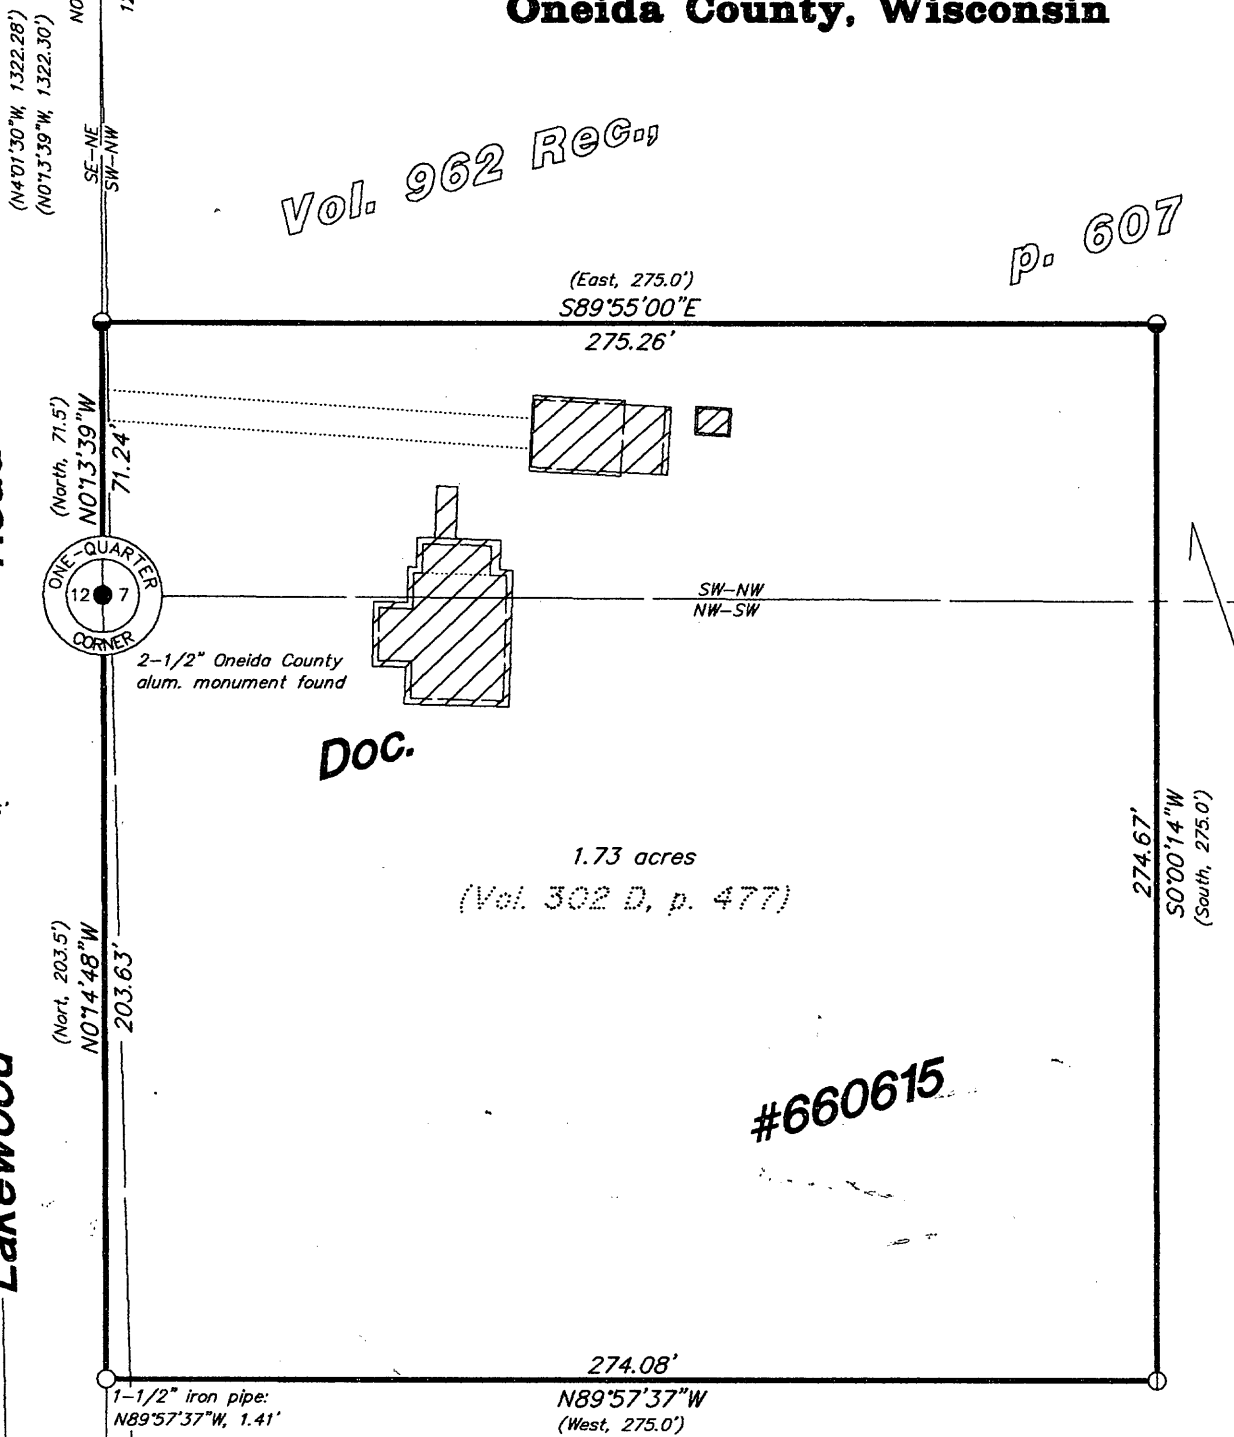 Oneida County, Wisconsin
(N4°01'30"W, 1322.28')
(N0°13'39"W, 1322.30')
SE-NE
SW-NW
Vol. 962 Rec.,
p. 607
(East, 275.0')
S89°55'00"E
275.26'
(North, 71.5')
N0°13'39"W
71.24'
ONE-QUARTER
12 7
CORNER
SW-NW
NW-SW
2-1/2" Oneida County
alum. monument found
Doc.
1.73 acres
(Vol. 302 D, p. 477)
274.67'
S0°00'14"W
(South, 275.0')
(Nort, 203.5')
N0°14'48"W
203.63'
Lakewood
#660615
274.08'
N89°57'37"W
(West, 275.0')
1-1/2" iron pipe:
N89°57'37"W, 1.41'